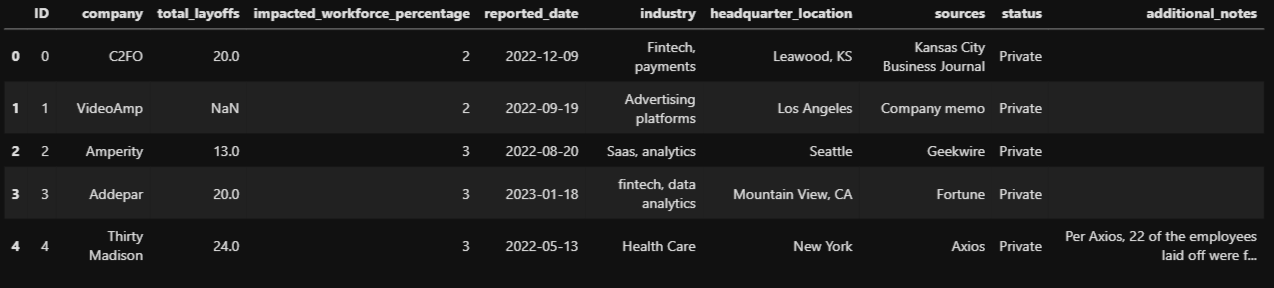 ID company total_layoffs impacted_workforce_percentage reported_date industry headquarter_location sources status additional_notes
0 0 C2FO 20.0 2 2022-12-09 Fintech, payments Leawood, KS Kansas City Business Journal Private
1 1 VideoAmp NaN 2 2022-09-19 Advertising platforms Los Angeles Company memo Private
2 2 Amperity 13.0 3 2022-08-20 Saas, analytics Seattle Geekwire Private
3 3 Addepar 20.0 3 2023-01-18 fintech, data analytics Mountain View, CA Fortune Private
4 4 Thirty Madison 24.0 3 2022-05-13 Health Care New York Axios Private Per Axios, 22 of the employees laid off were f...